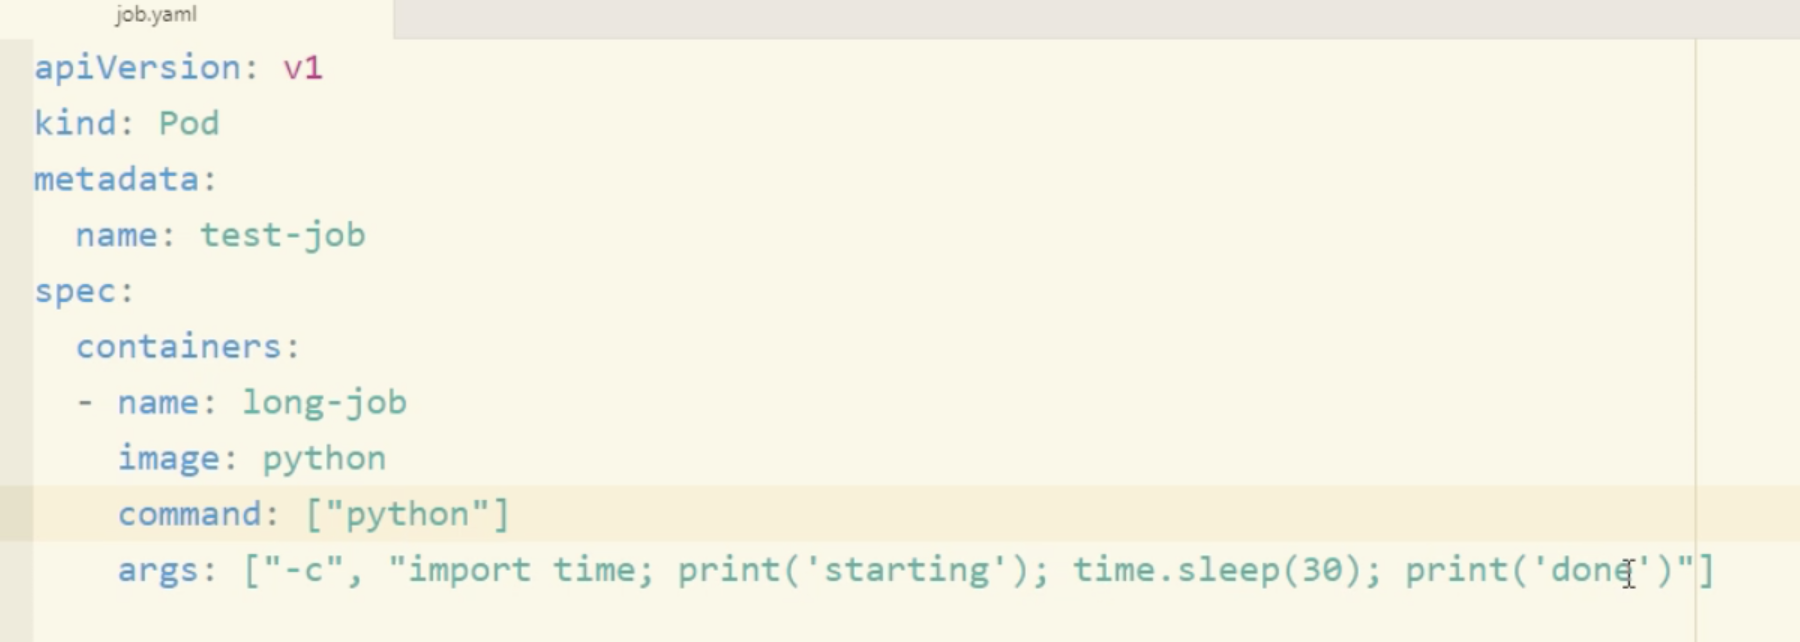 job.yaml
apiVersion: v1
kind: Pod
metadata:
  name: test-job
spec:
  containers:
  - name: long-job
    image: python
    command: ["python"]
    args: ["-c", "import time; print('starting'); time.sleep(30); print('done')"]